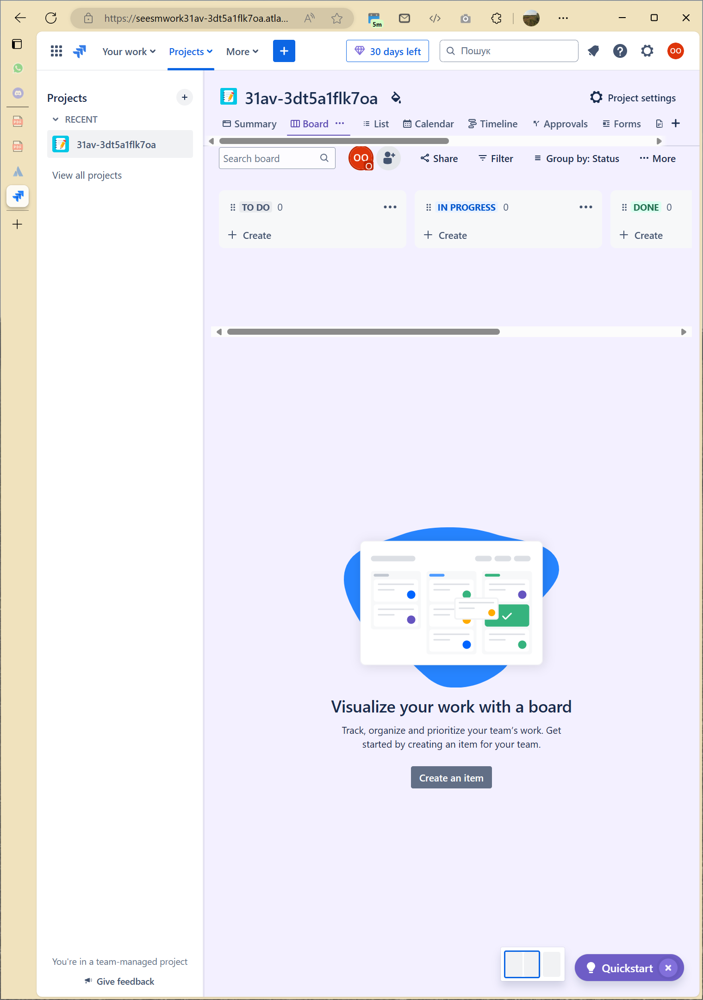 https://seesmwork31av-3dt5a1flk7oa.atla...
5m
Your work
Projects
More
30 days left
Пошук
OO
Projects
RECENT
31av-3dt5a1flk7oa
View all projects
31av-3dt5a1flk7oa
Project settings
Summary
Board
List
Calendar
Timeline
Approvals
Forms
Search board
OO
O
Share
Filter
Group by: Status
More
TO DO 0
Create
IN PROGRESS 0
Create
DONE 0
Create
Visualize your work with a board
Track, organize and prioritize your team’s work. Get
started by creating an item for your team.
Create an item
You're in a team-managed project
Give feedback
Quickstart
PDF
PDF